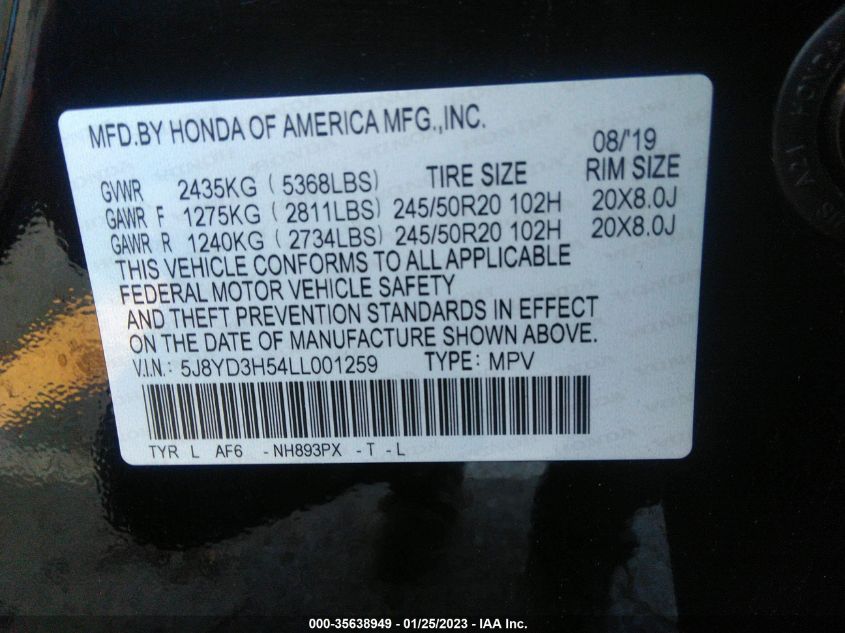 MFD.BY HONDA OF AMERICA MFG.,INC.
08/'19
GVWR 2435KG ( 5368LBS) TIRE SIZE RIM SIZE
GAWR F 1275KG ( 2811LBS) 245/50R20 102H 20X8.0J
GAWR R 1240KG ( 2734LBS) 245/50R20 102H 20X8.0J
THIS VEHICLE CONFORMS TO ALL APPLICABLE
FEDERAL MOTOR VEHICLE SAFETY
AND THEFT PREVENTION STANDARDS IN EFFECT
ON THE DATE OF MANUFACTURE SHOWN ABOVE.
V.I.N.: 5J8YD3H54LL001259 TYPE: MPV
TYR L AF6 -NH893PX -T -L
HONDA
000-35638949 - 01/25/2023 - IAA Inc.